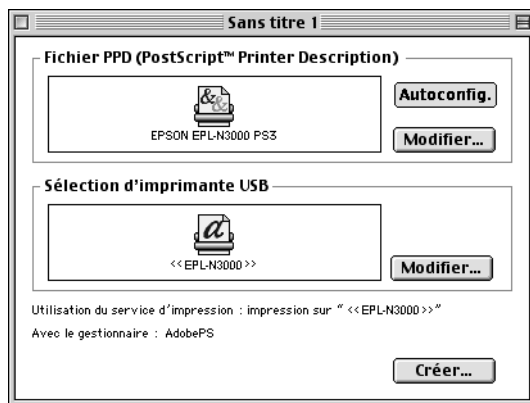 Sans titre 1
Fichier PPD (PostScript™ Printer Description)
&&
EPSON EPL-N3000 PS3
Autoconfig.
Modifier...
Sélection d'imprimante USB
a
<<EPL-N3000>>
Modifier...
Utilisation du service d'impression : impression sur " <<EPL-N3000>>"
Avec le gestionnaire : AdobePS
Créer...